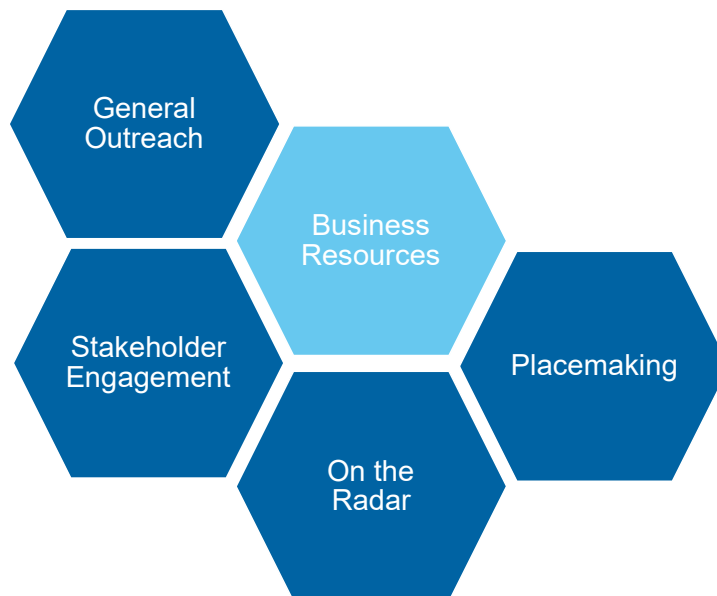 General
Outreach
Business
Resources
Stakeholder
Engagement
Placemaking
On the
Radar